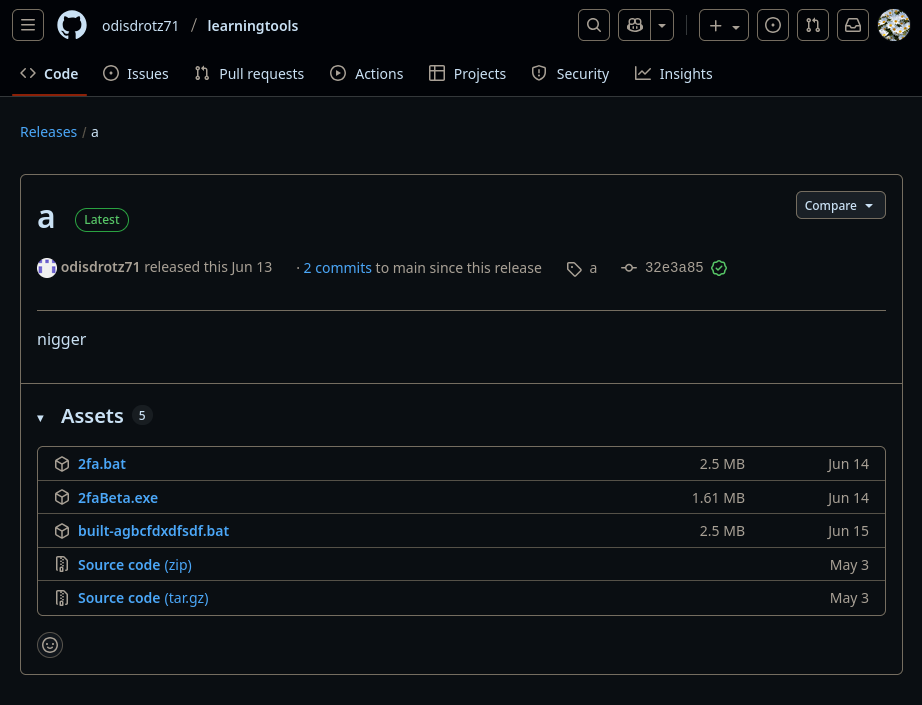 odisdrotz71 / learningtools
Code Issues Pull requests Actions Projects Security Insights
Releases / a
a Latest Compare
odisdrotz71 released this Jun 13 · 2 commits to main since this release a 32e3a85
nigger
Assets 5
2fa.bat 2.5 MB Jun 14
2faBeta.exe 1.61 MB Jun 14
built-agbcfdxdfsdf.bat 2.5 MB Jun 15
Source code (zip) May 3
Source code (tar.gz) May 3